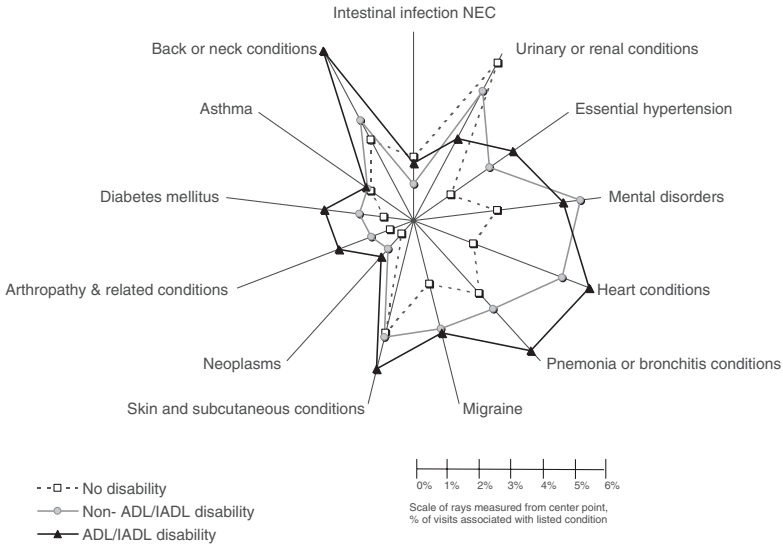 Intestinal infection NEC
Back or neck conditions
Urinary or renal conditions
Asthma
Essential hypertension
Diabetes mellitus
Mental disorders
Arthropathy & related conditions
Heart conditions
Neoplasms
Pnemonia or bronchitis conditions
Skin and subcutaneous conditions
Migraine
0% 1% 2% 3% 4% 5% 6%
Scale of rays measured from center point,
% of visits associated with listed condition
No disability
Non- ADL/IADL disability
ADL/IADL disability